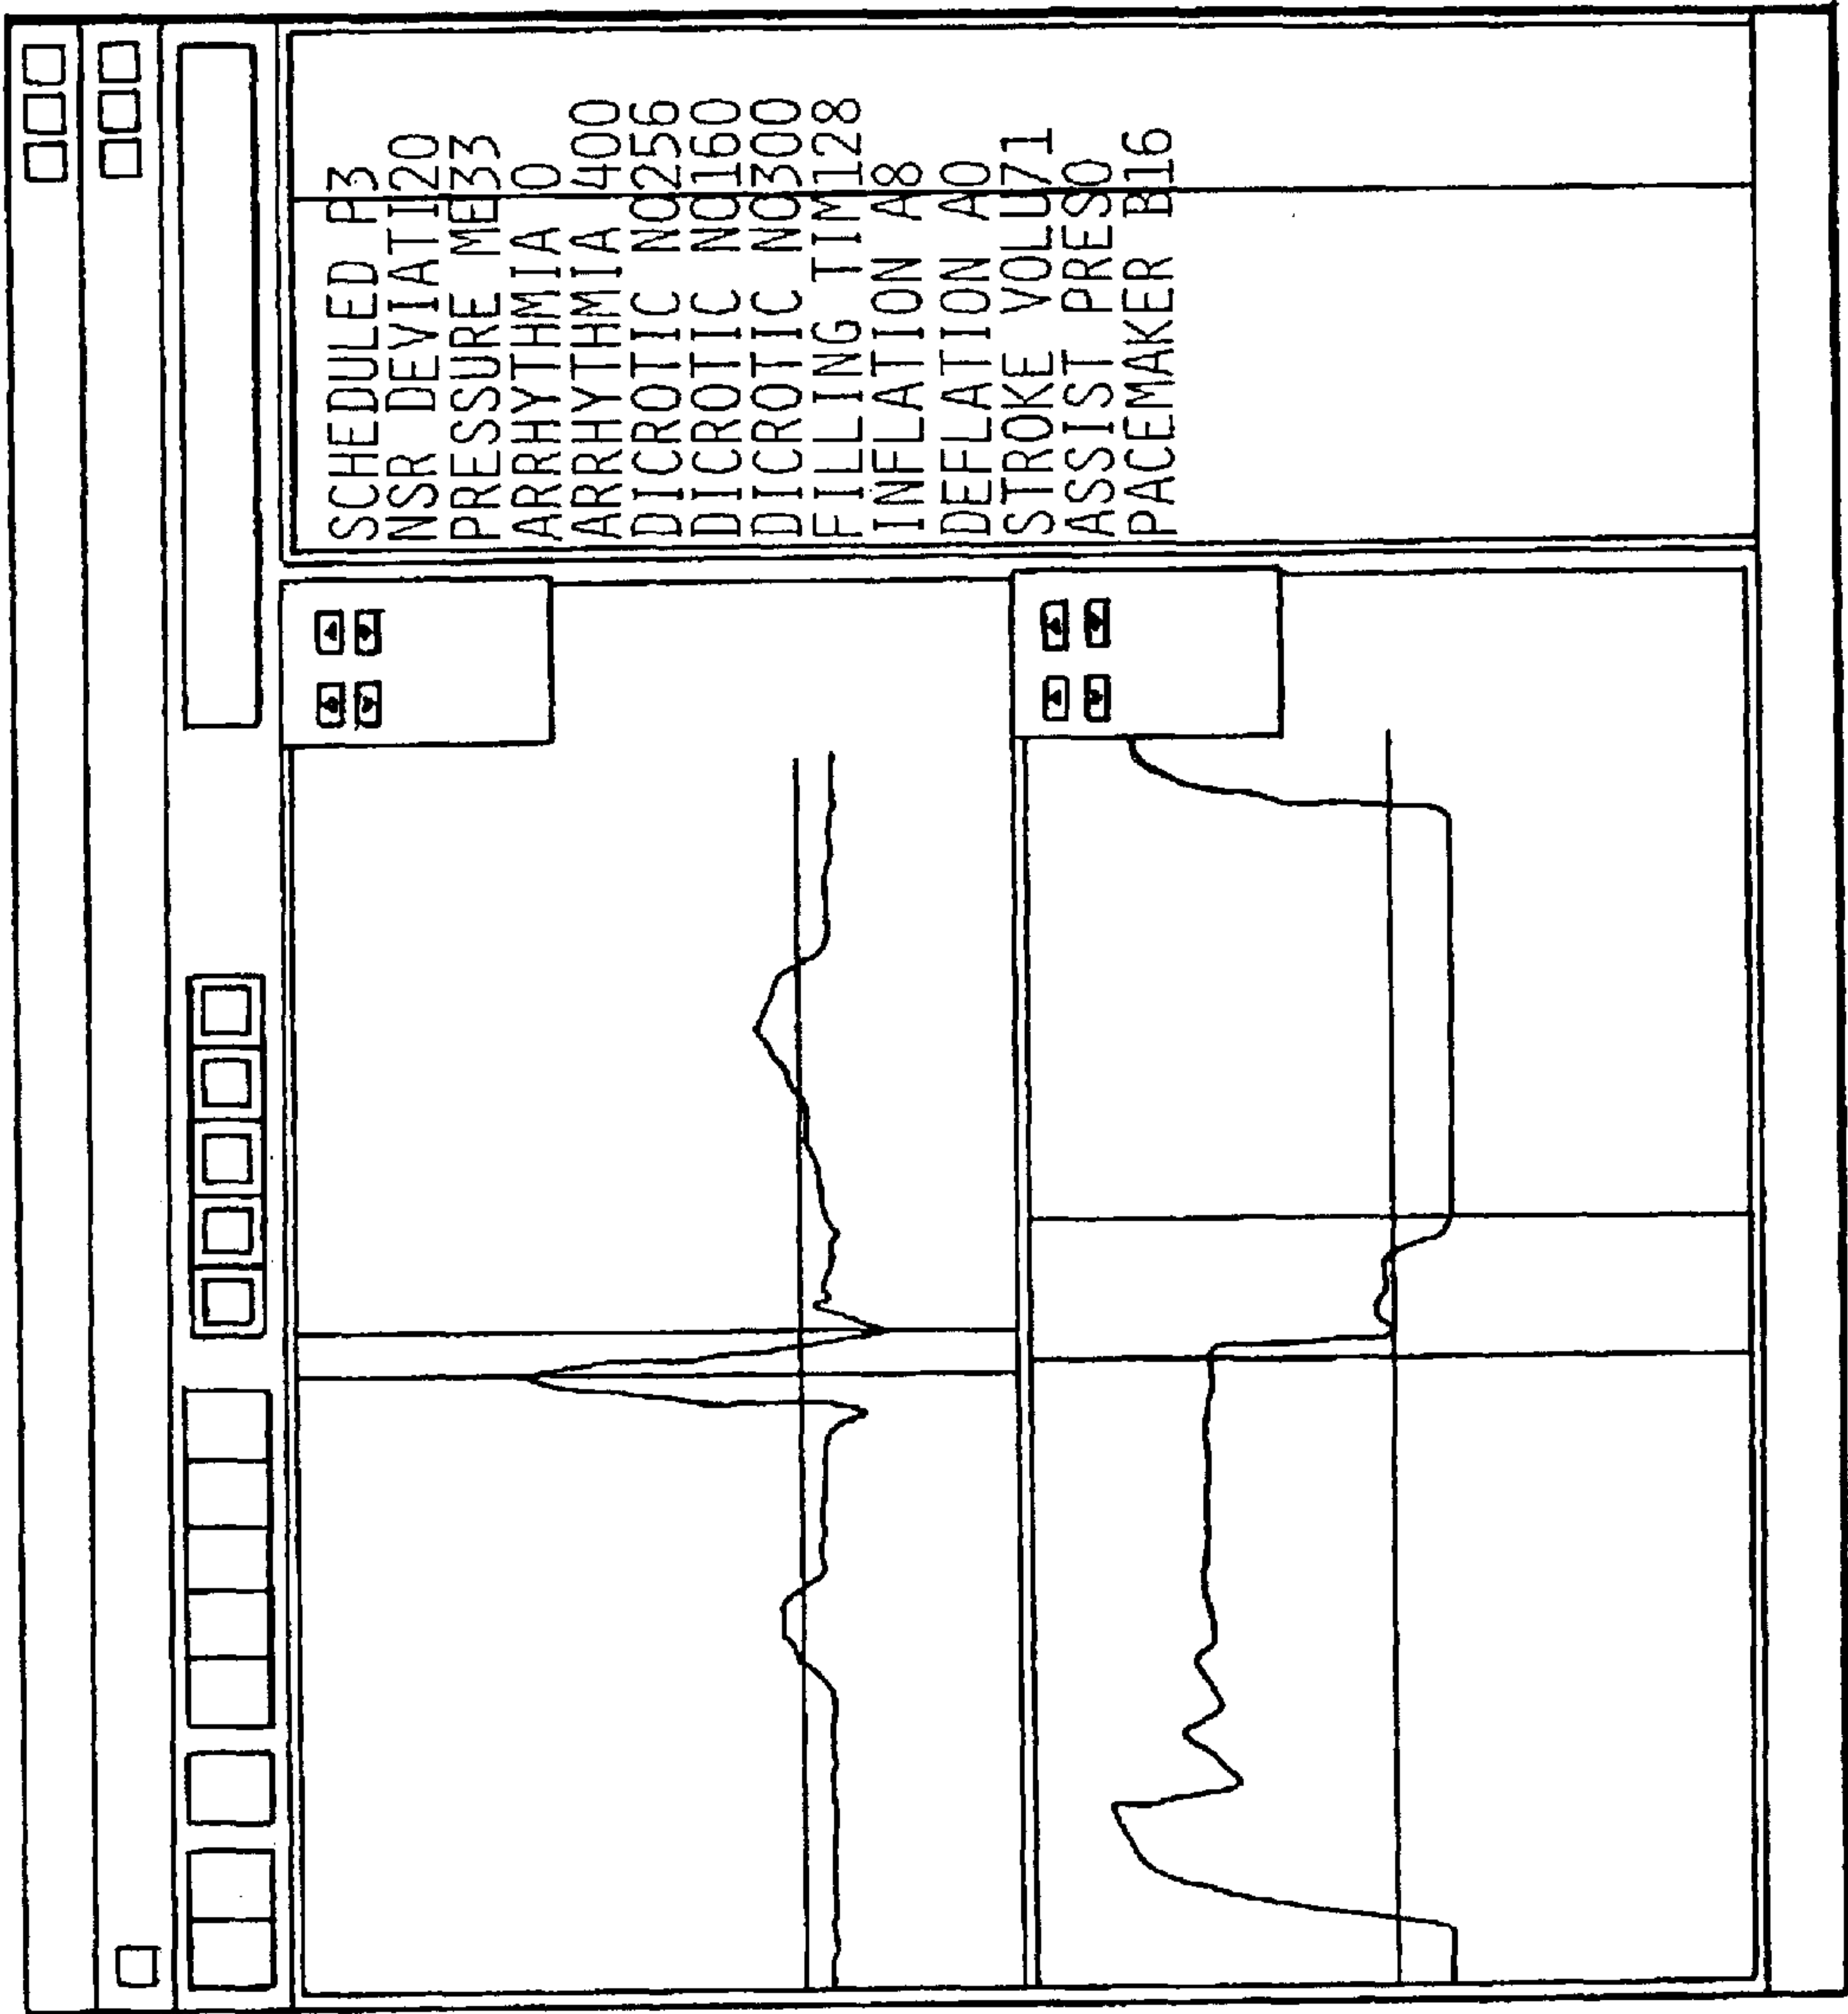 SCHEDULED P3
NSR DEVIATI20
PRESSURE ME33
ARRHYTHMIA 0
ARRHYTHMIA 400
DICROTIC NO256
DICROTIC NO160
DICROTIC NO300
FILLING TIM128
INFLATION A8
DEFLATION A0
STROKE VOLU71
ASSIST PRES0
PACEMAKER B16